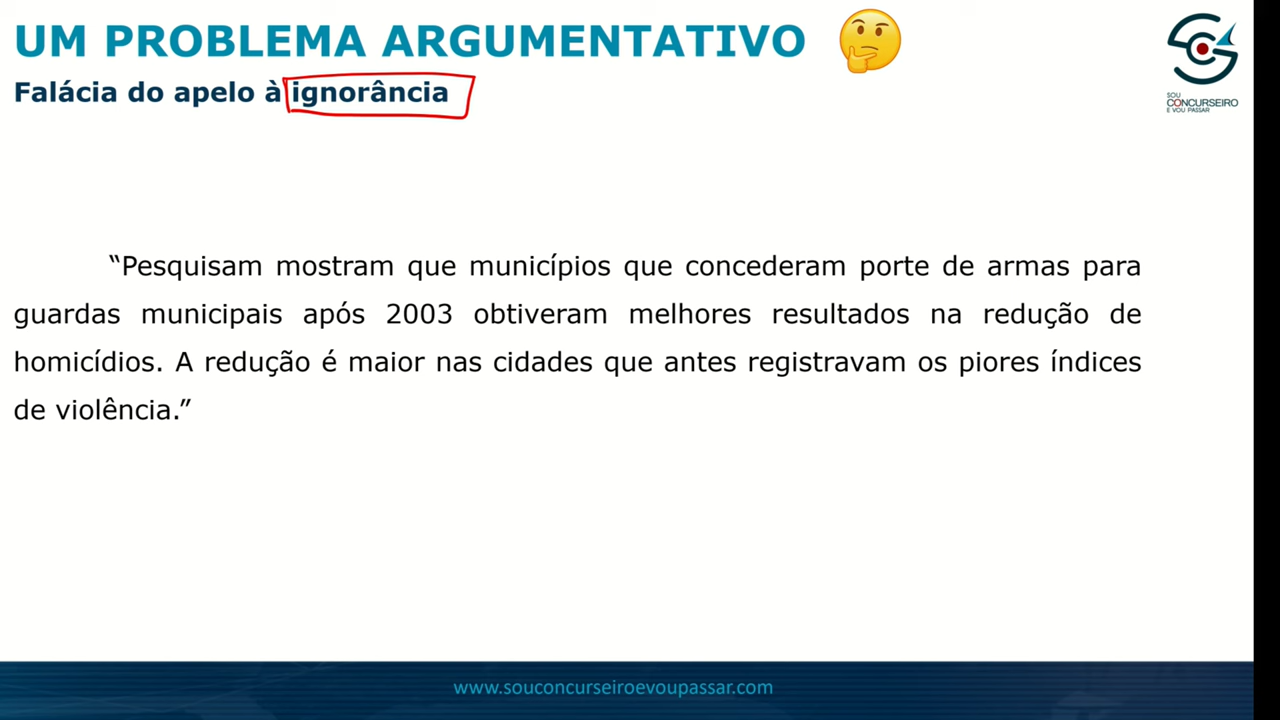 UM PROBLEMA ARGUMENTATIVO
Falácia do apelo à ignorância
SOU
CONCURSEIRO
E VOU PASSAR
“Pesquisam mostram que municípios que concederam porte de armas para
guardas municipais após 2003 obtiveram melhores resultados na redução de
homicídios. A redução é maior nas cidades que antes registravam os piores índices
de violência.”
www.souconcurseiroevoupassar.com